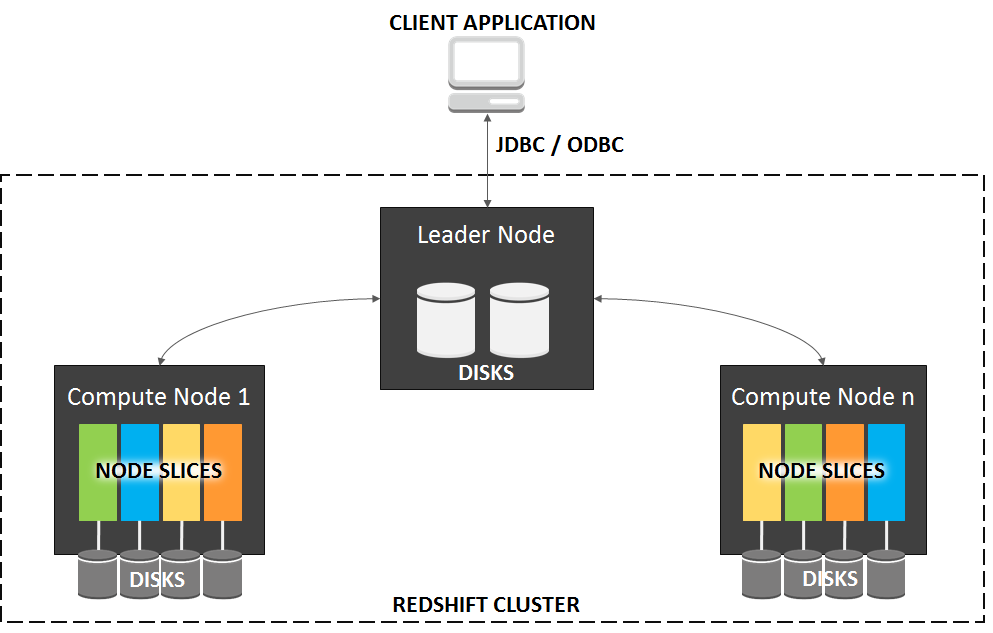 CLIENT APPLICATION
JDBC / ODBC
Leader Node
DISKS
Compute Node 1
NODE SLICES
DISKS
Compute Node n
NODE SLICES
DISKS
REDSHIFT CLUSTER